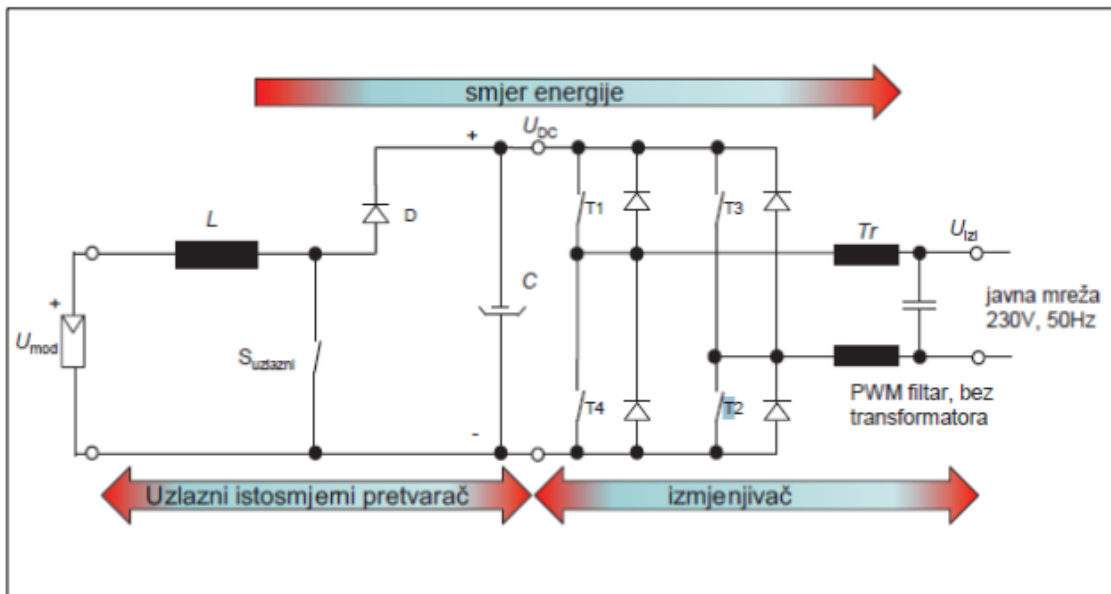 smjer energije
+
U_DC
L
D
T1
T3
Tr
U_izl
+
U_mod
S_uzlazni
C
javna mreža
230V, 50Hz
T4
T2
PWM filtar, bez
transformatora
-
Uzlazni istosmjerni pretvarač
izmjenjivač